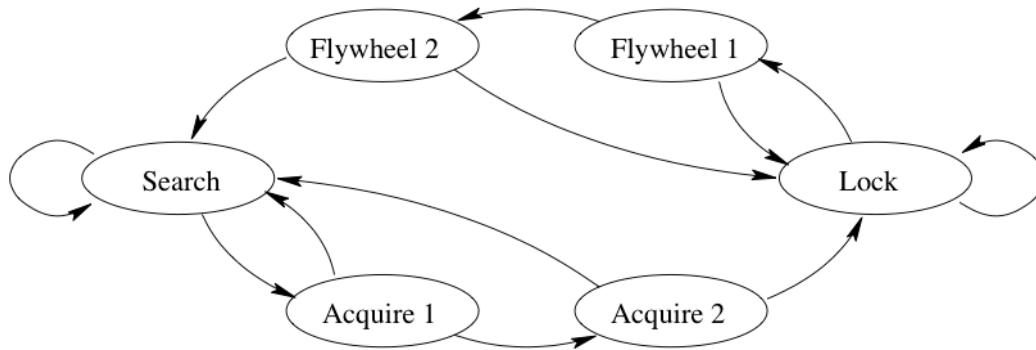 Flywheel 2
Flywheel 1
Search
Lock
Acquire 1
Acquire 2